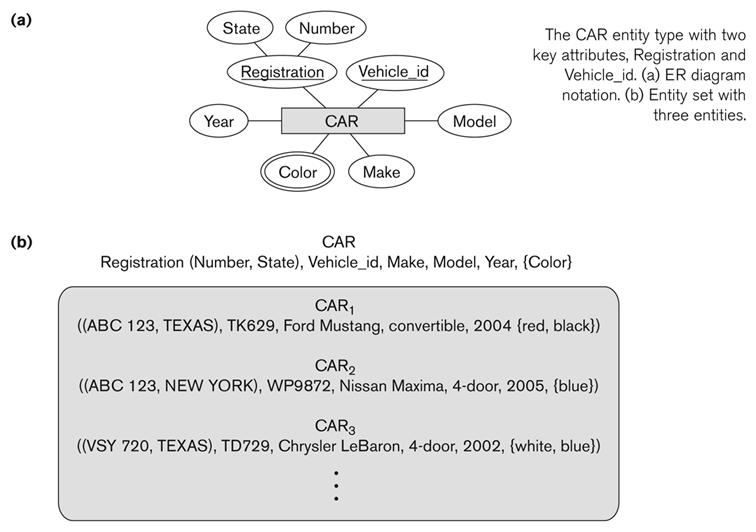 (a)
State
Number
Registration
Vehicle_id
Year
CAR
Model
Color
Make
The CAR entity type with two
key attributes, Registration and
Vehicle_id. (a) ER diagram
notation. (b) Entity set with
three entities.
(b)
CAR
Registration (Number, State), Vehicle_id, Make, Model, Year, {Color}
CAR₁
((ABC 123, TEXAS), TK629, Ford Mustang, convertible, 2004 {red, black})
CAR₂
((ABC 123, NEW YORK), WP9872, Nissan Maxima, 4-door, 2005, {blue})
CAR₃
((VSY 720, TEXAS), TD729, Chrysler LeBaron, 4-door, 2002, {white, blue})